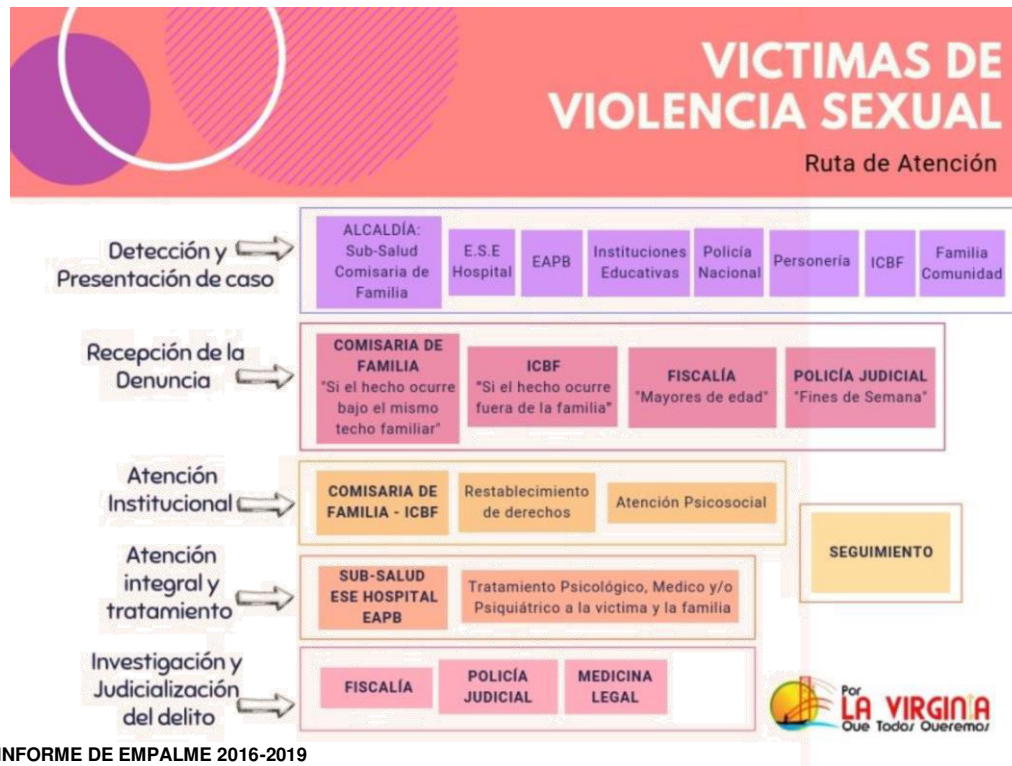 VICTIMAS DE
VIOLENCIA SEXUAL
Ruta de Atención
Detección y
Presentación de caso
ALCALDÍA:
Sub-Salud
Comisaria de
Familia
E.S.E
Hospital
EAPB
Instituciones
Educativas
Policía
Nacional
Personería
ICBF
Familia
Comunidad
Recepción de la
Denuncia
COMISARIA DE
FAMILIA
"Si el hecho ocurre
bajo el mismo
techo familiar"
ICBF
"Si el hecho ocurre
fuera de la familia"
FISCALÍA
"Mayores de edad"
POLICÍA JUDICIAL
"Fines de Semana"
Atención
Institucional
COMISARIA DE
FAMILIA - ICBF
Restablecimiento
de derechos
Atención Psicosocial
SEGUIMIENTO
Atención
integral y
tratamiento
SUB-SALUD
ESE HOSPITAL
EAPB
Tratamiento Psicológico, Medico y/o
Psiquiátrico a la victima y la familia
Investigación y
Judicialización
del delito
FISCALÍA
POLICÍA
JUDICIAL
MEDICINA
LEGAL
Por
LA VIRGINIA
Que Todos Queremos
INFORME DE EMPALME 2016-2019